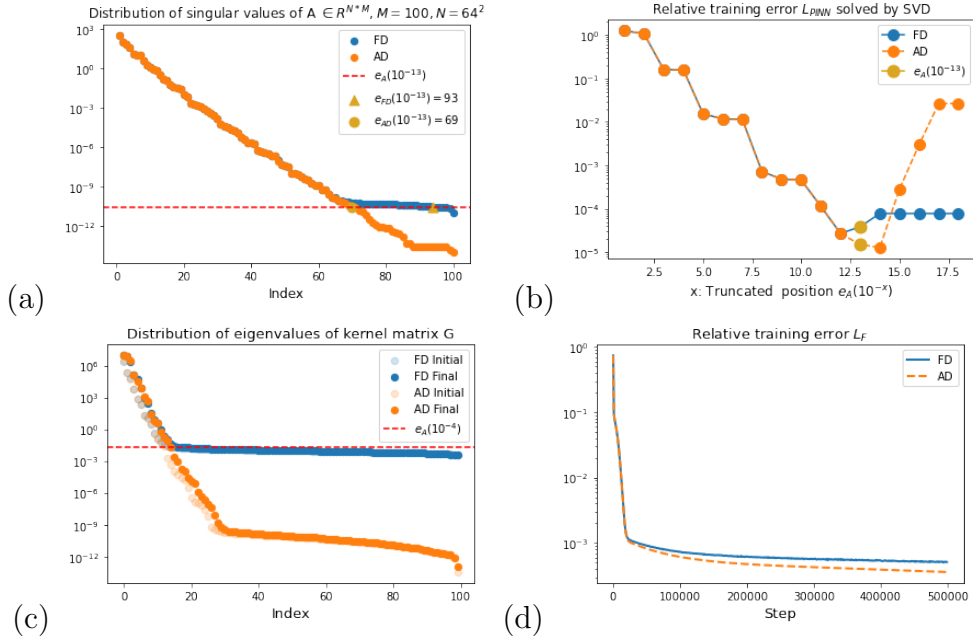 Distribution of singular values of A ∈ R^{N*M}, M = 100, N = 64^2
10^0
10^{-3}
10^{-6}
10^{-9}
10^{-12}
FD
AD
e_A(10^{-13})
e_{FD}(10^{-13}) = 93
e_{AD}(10^{-13}) = 69
0 20 40 60 80 100
Index
(a)
Relative training error L_{PINN} solved by SVD
10^0
10^{-1}
10^{-2}
10^{-3}
10^{-4}
10^{-5}
FD
AD
e_A(10^{-13})
2.5 5.0 7.5 10.0 12.5 15.0 17.5
x: Truncated position e_A(10^{-x})
(b)
Distribution of eigenvalues of kernel matrix G
10^6
10^3
10^0
10^{-3}
10^{-6}
10^{-9}
10^{-12}
FD Initial
FD Final
AD Initial
AD Final
e_A(10^{-4})
0 20 40 60 80 100
Index
(c)
Relative training error L_F
10^0
10^{-1}
10^{-2}
10^{-3}
FD
AD
0 100000 200000 300000 400000 500000
Step
(d)